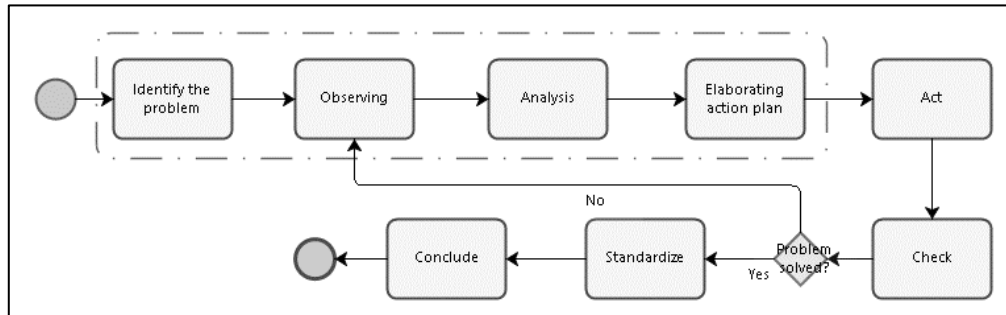 Identify the
problem
Observing
Analysis
Elaborating
action plan
Act
No
Conclude
Standardize
Yes
Problem
solved?
Check